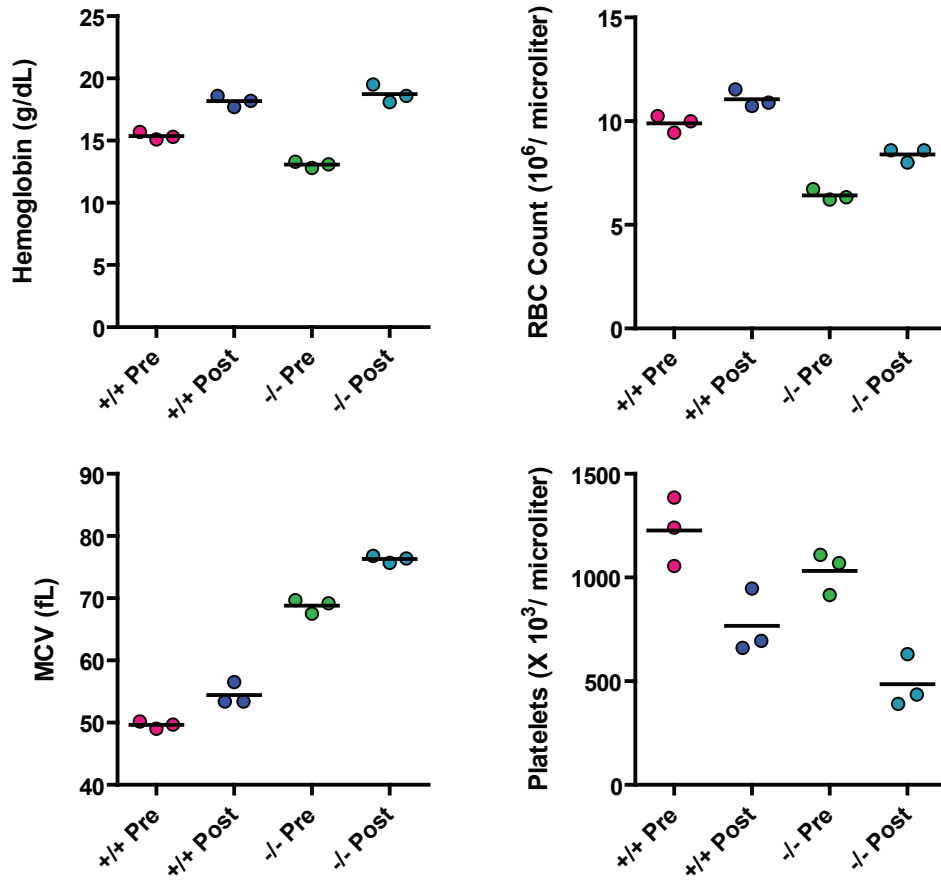 Hemoglobin (g/dL)
25
20
15
10
5
0
+/+ Pre
+/+ Post
-/- Pre
-/- Post
RBC Count (10⁶/ microliter)
15
10
5
0
+/+ Pre
+/+ Post
-/- Pre
-/- Post
MCV (fL)
90
80
70
60
50
40
+/+ Pre
+/+ Post
-/- Pre
-/- Post
Platelets (X 10³/ microliter)
1500
1000
500
0
+/+ Pre
+/+ Post
-/- Pre
-/- Post